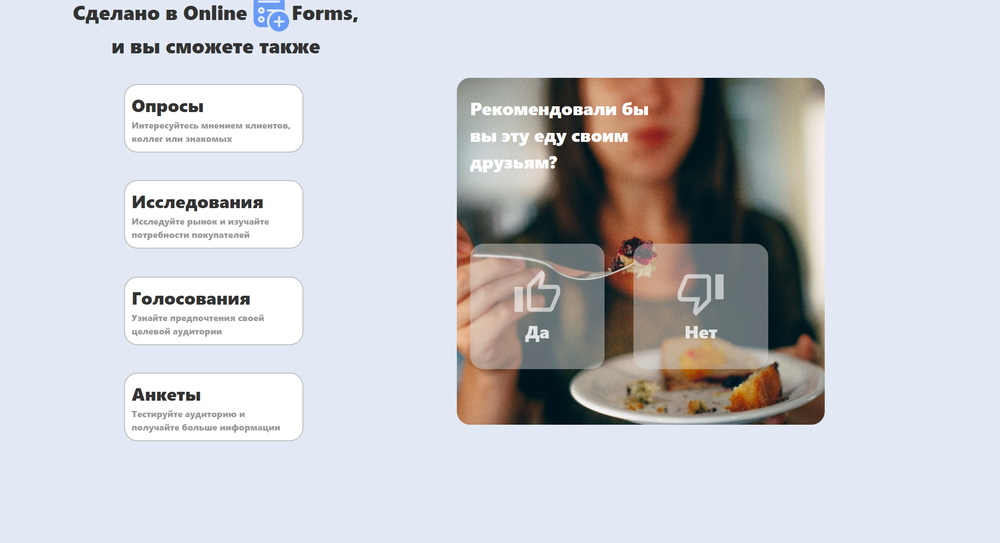 Сделано в Online Forms,
и вы сможете также
Опросы
Интересуйтесь мнением клиентов,
коллег или знакомых
Исследования
Исследуйте рынок и изучайте
потребности покупателей
Голосования
Узнайте предпочтения своей
целевой аудитории
Анкеты
Тестируйте аудиторию и
получайте больше информации
Рекомендовали бы
вы эту еду своим
друзьям?
Да
Нет